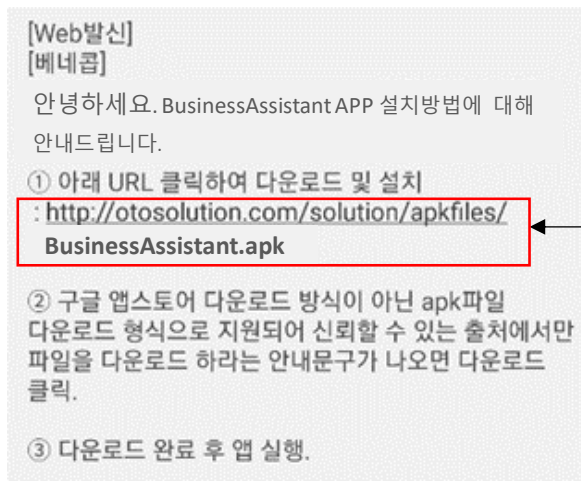 [Web발신]
[베네콥]
안녕하세요. BusinessAssistant APP 설치방법에 대해
안내드립니다.
① 아래 URL 클릭하여 다운로드 및 설치
: http://otosolution.com/solution/apkfiles/
BusinessAssistant.apk
② 구글 앱스토어 다운로드 방식이 아닌 apk파일
다운로드 형식으로 지원되어 신뢰할 수 있는 출처에서만
파일을 다운로드 하라는 안내문구가 나오면 다운로드
클릭.
③ 다운로드 완료 후 앱 실행.